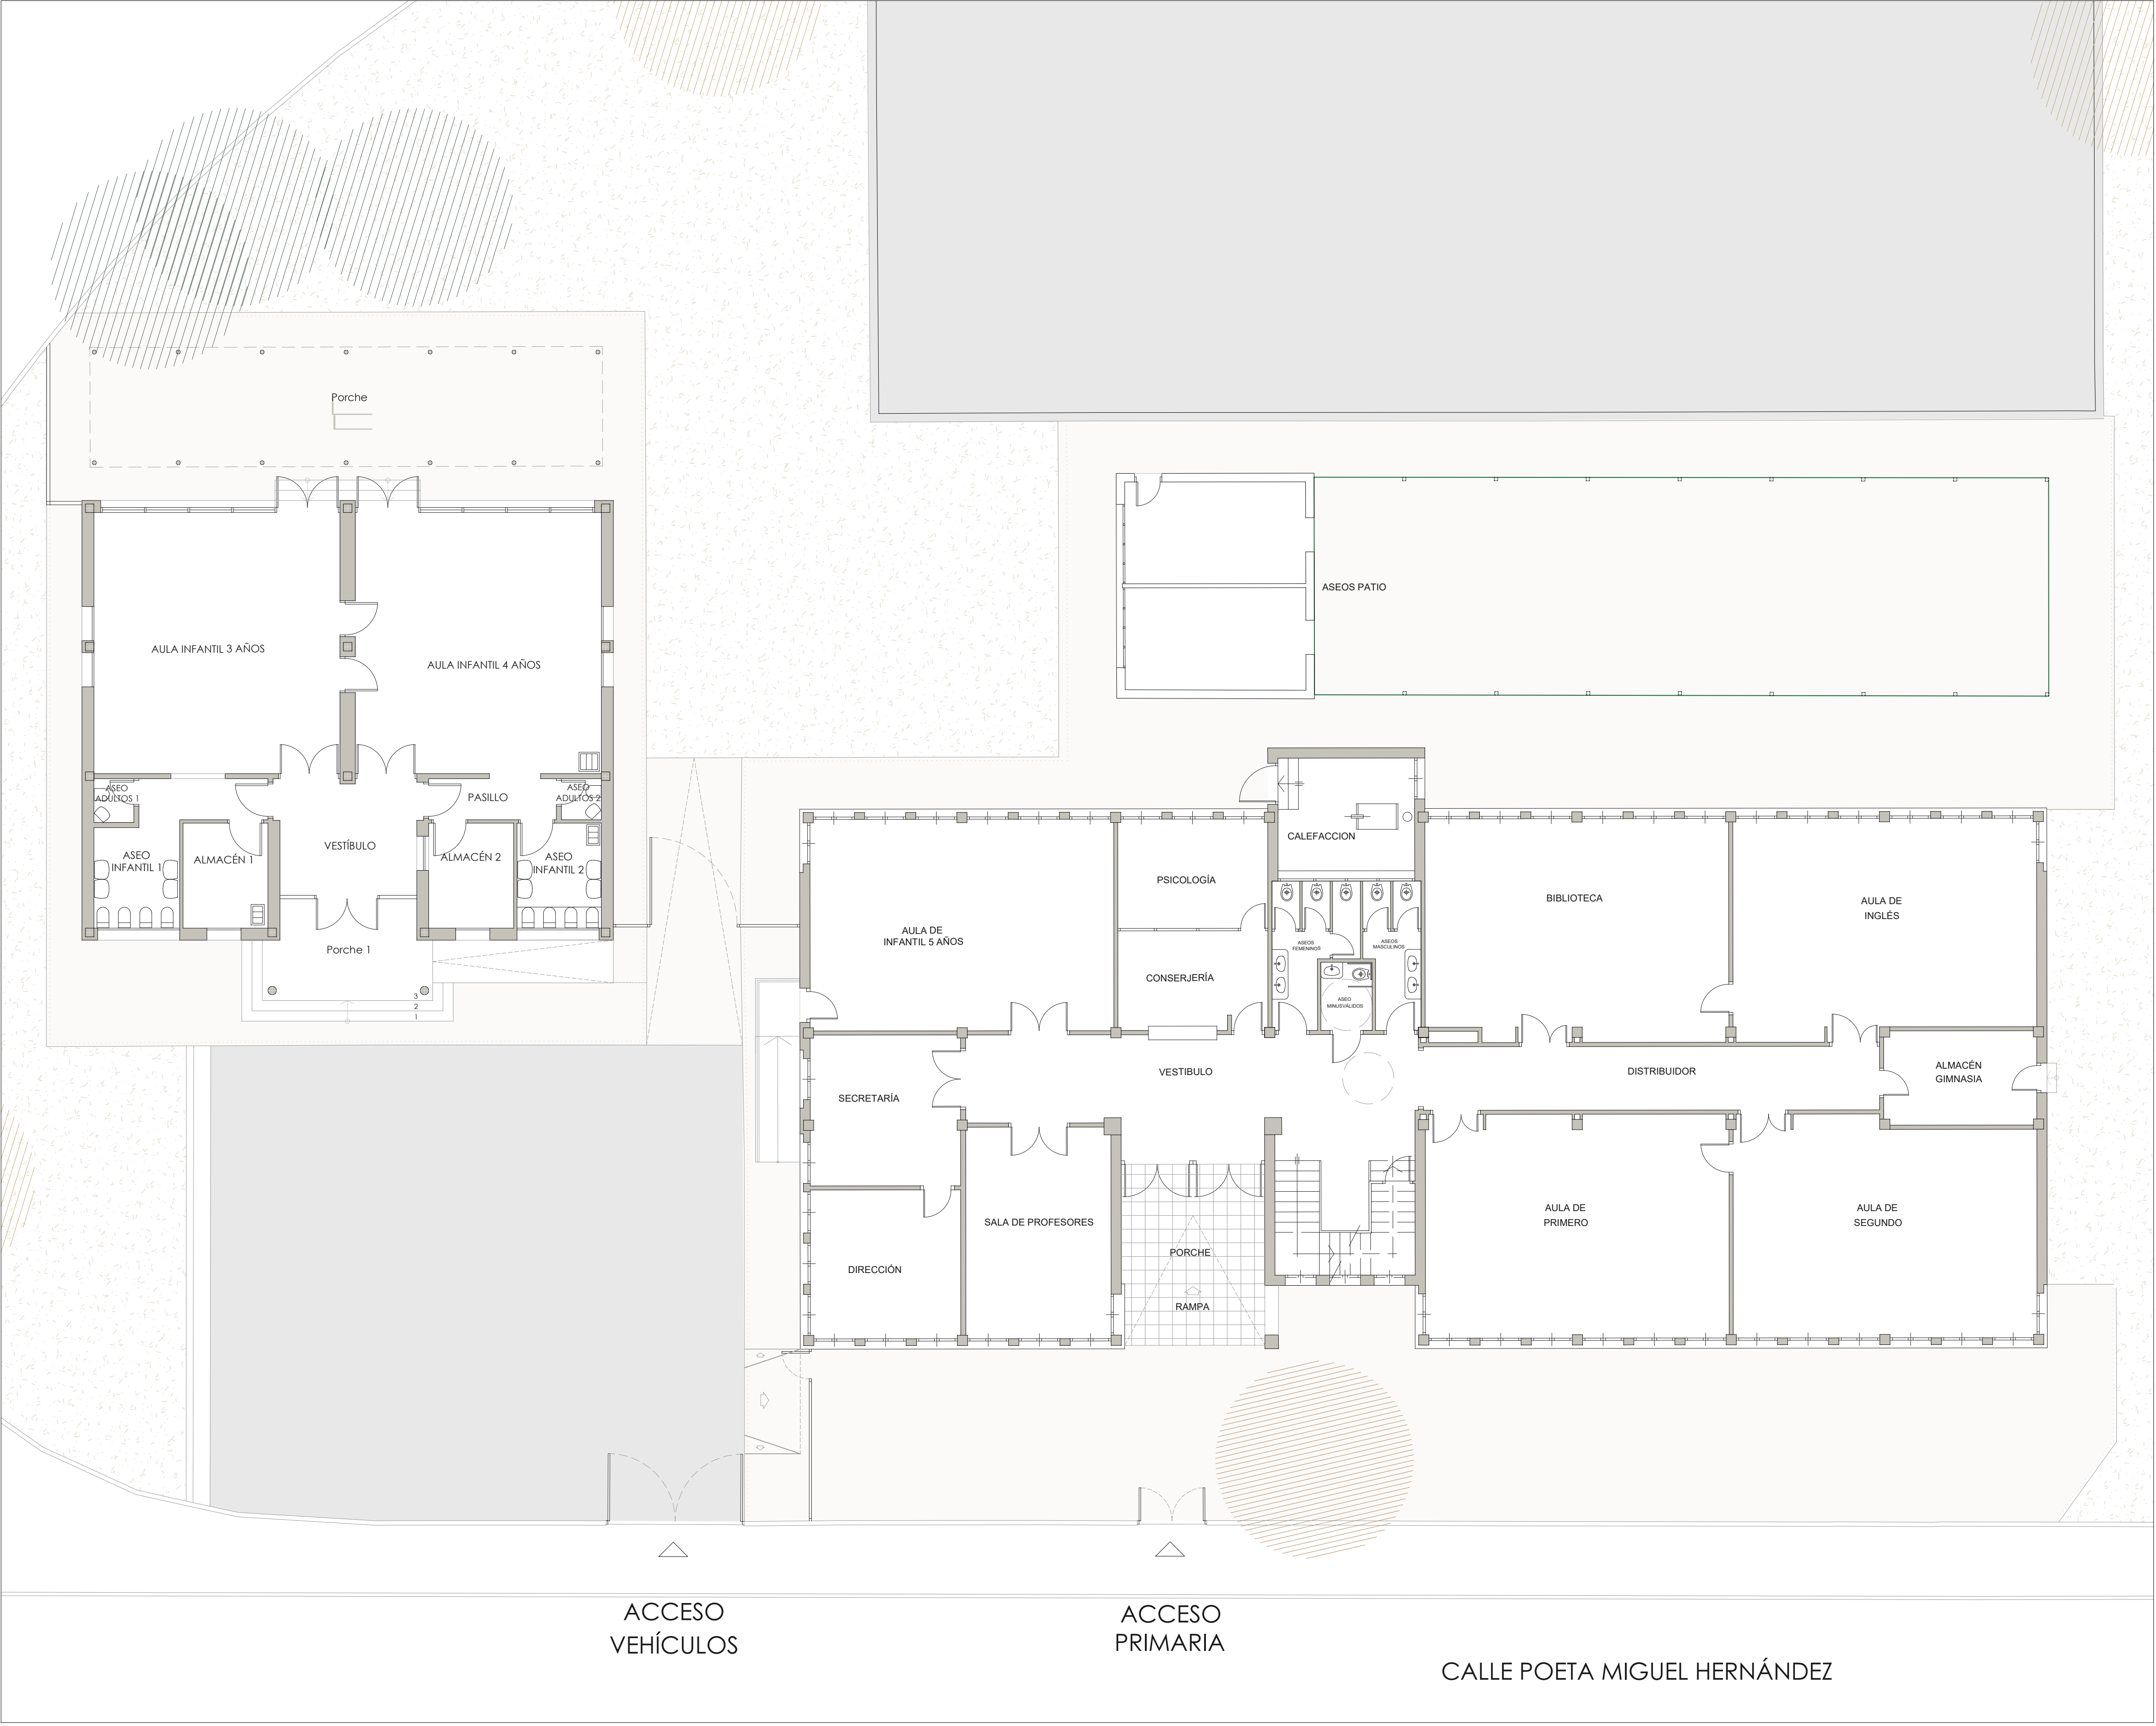 Porche
ASEOS PATIO
AULA INFANTIL 3 AÑOS
AULA INFANTIL 4 AÑOS
ASEO
ADULTOS 1
PASILLO
ASEO
ADULTOS 2
VESTÍBULO
ASEO
INFANTIL 1
ALMACÉN 1
ALMACÉN 2
ASEO
INFANTIL 2
Porche 1
3
2
1
CALEFACCION
PSICOLOGÍA
BIBLIOTECA
AULA DE
INGLÉS
AULA DE
INFANTIL 5 AÑOS
ASEOS
FEMENINOS
ASEOS
MASCULINOS
CONSERJERÍA
ASEO
MINUSVÁLIDOS
SECRETARÍA
VESTIBULO
DISTRIBUIDOR
ALMACÉN
GIMNASIA
SALA DE PROFESORES
AULA DE
PRIMERO
AULA DE
SEGUNDO
DIRECCIÓN
PORCHE
RAMPA
ACCESO
VEHÍCULOS
ACCESO
PRIMARIA
CALLE POETA MIGUEL HERNÁNDEZ